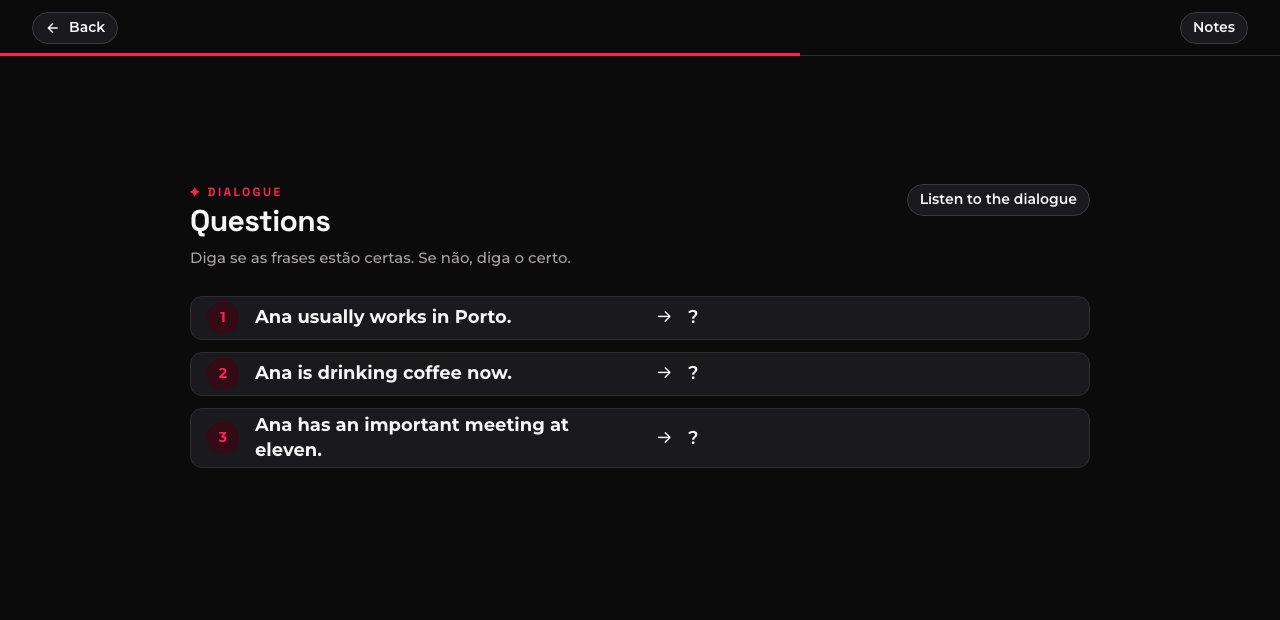 ← Back
Notes
✦ DIALOGUE
Questions
Listen to the dialogue
Diga se as frases estão certas. Se não, diga o certo.
1 Ana usually works in Porto. → ?
2 Ana is drinking coffee now. → ?
3 Ana has an important meeting at
eleven. → ?